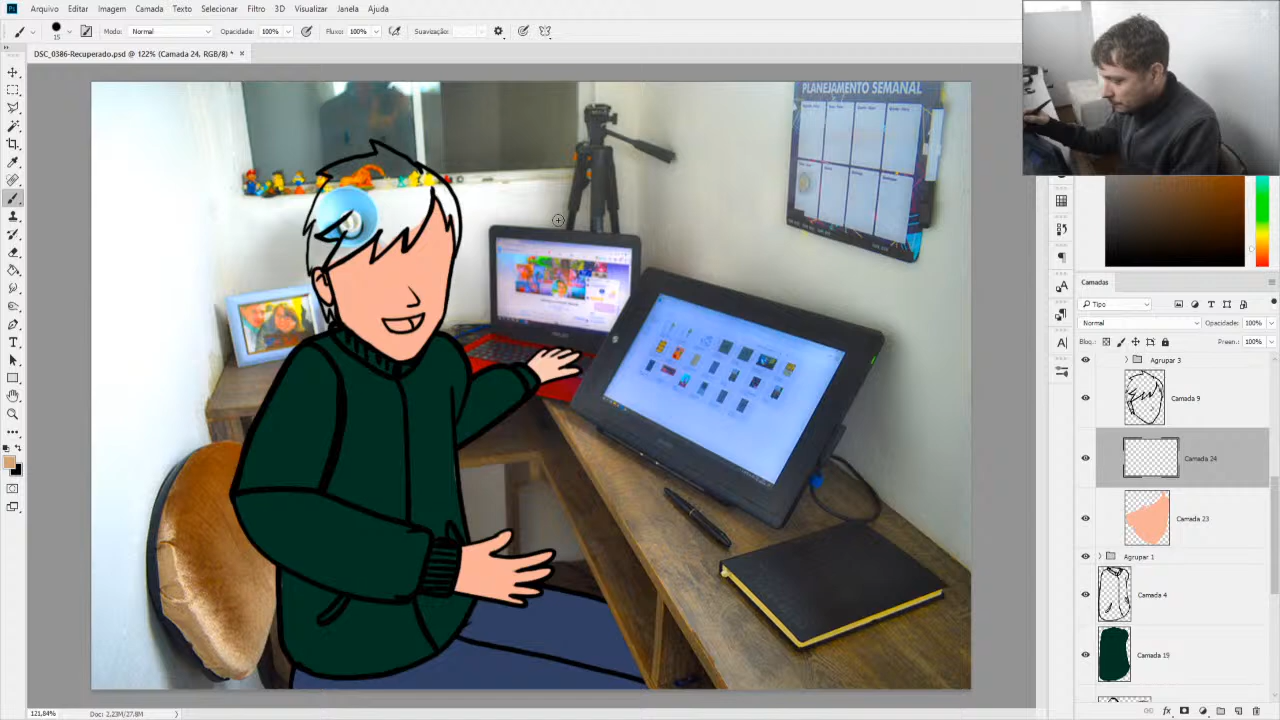 Arquivo Editar Imagem Camada Texto Selecionar Filtro 3D Visualizar Janela Ajuda
15 Modo: Normal Opacidade: 100% Fluxo: 100% Suavização:
DSC_0386-Recuperado.psd @ 122% (Camada 24, RGB/8) * ×
PLANEJAMENTO SEMANAL
Camadas
Tipo
Normal Opacidade: 100%
Bloq.: Preen.: 100%
Agrupar 3
Camada 9
Camada 24
Camada 23
Agrupar 1
Camada 4
Camada 19
121,84% Doc: 2,23M/27,8M